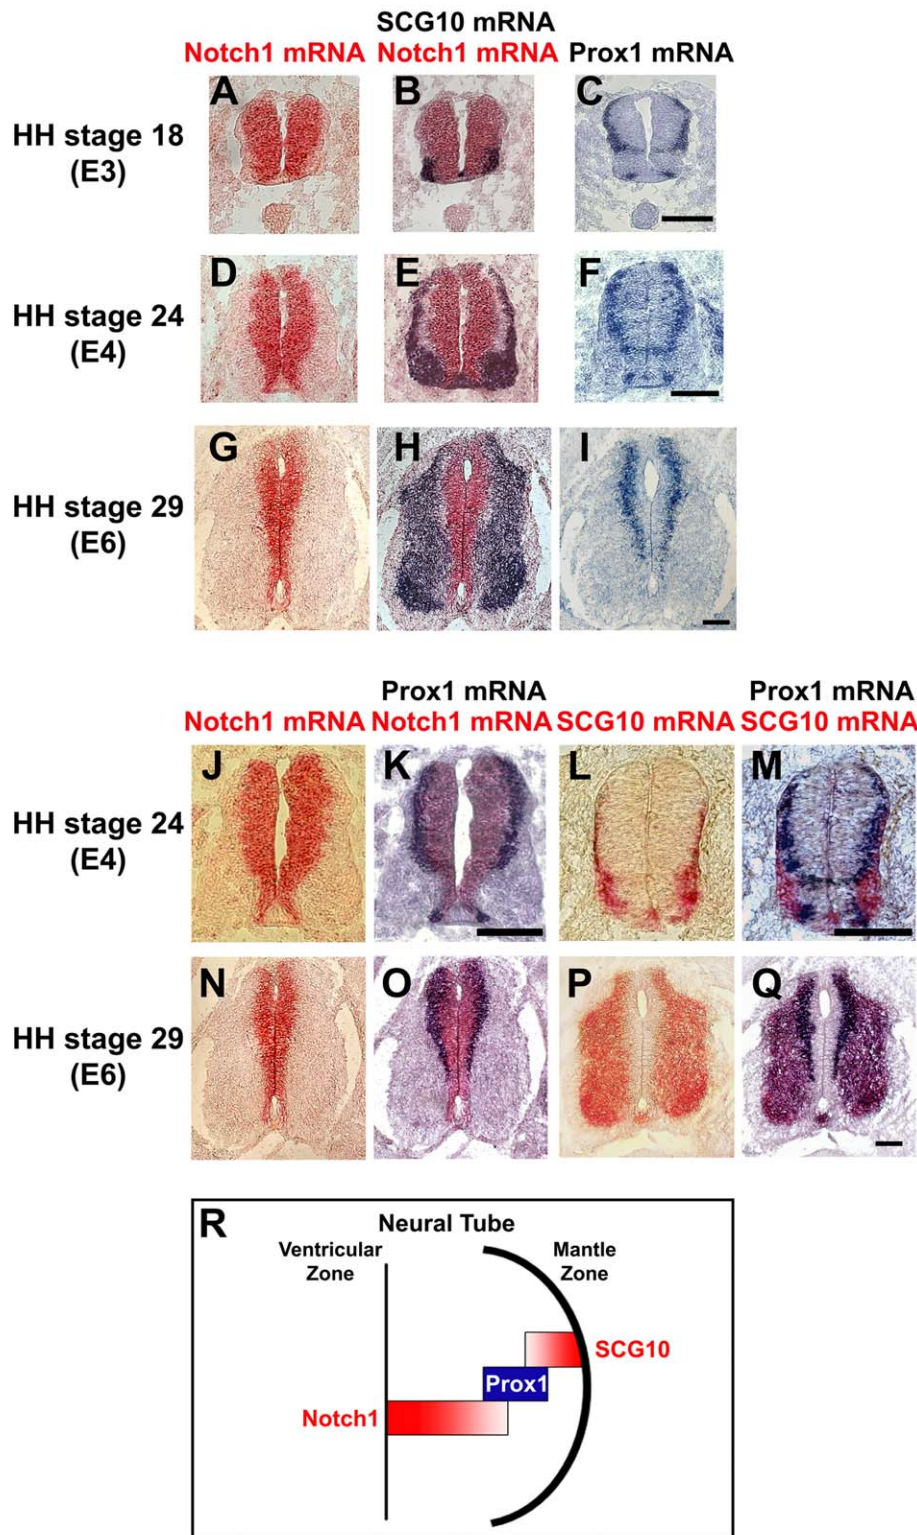 SCG10 mRNA
Notch1 mRNA Notch1 mRNA Prox1 mRNA
A B C
HH stage 18
(E3)
D E F
HH stage 24
(E4)
G H I
HH stage 29
(E6)
Prox1 mRNA Prox1 mRNA
Notch1 mRNA Notch1 mRNA SCG10 mRNA SCG10 mRNA
J K L M
HH stage 24
(E4)
N O P Q
HH stage 29
(E6)
R
Neural Tube
Ventricular Mantle
Zone Zone
SCG10
Prox1
Notch1